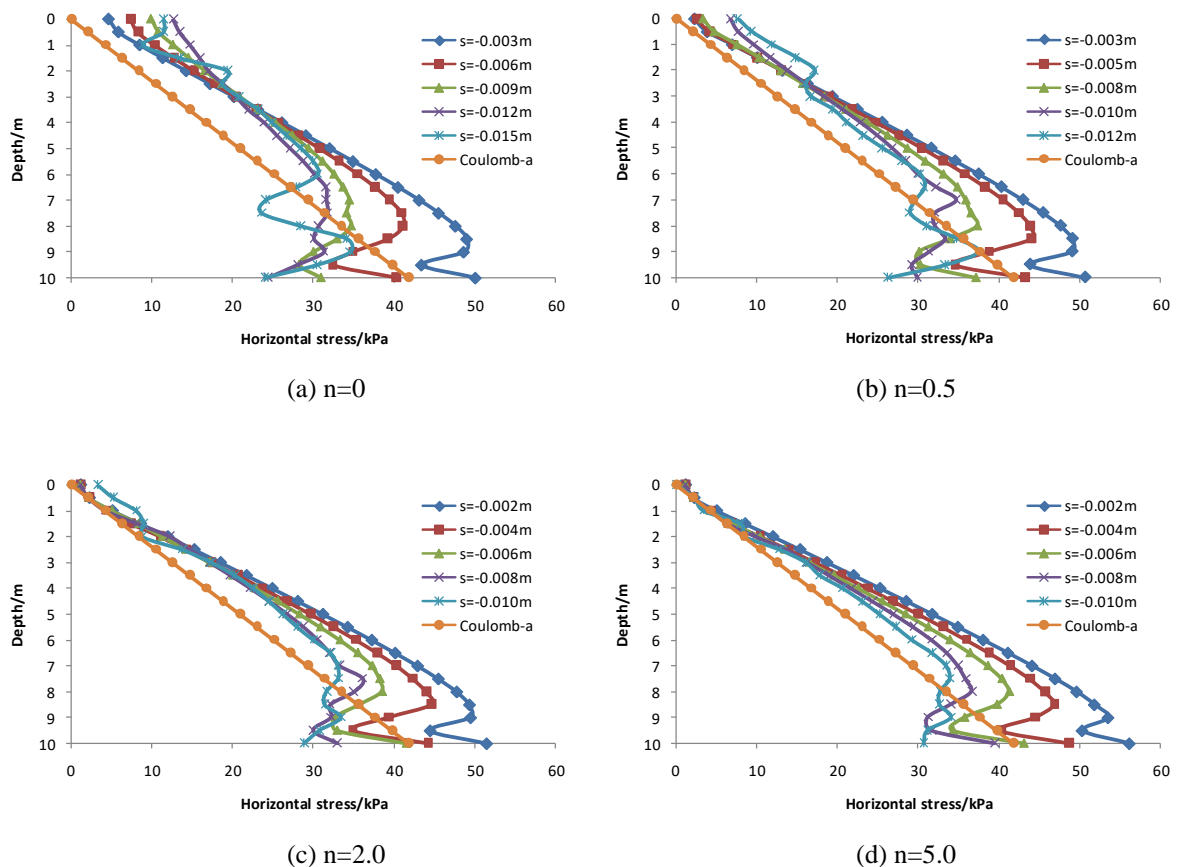 0 10 20 30 40 50 60
0
1
2
3
4
5
6
7
8
9
10
Depth/m
Horizontal stress/kPa
s=-0.003m
s=-0.006m
s=-0.009m
s=-0.012m
s=-0.015m
Coulomb-a
(a) n=0
0 10 20 30 40 50 60
0
1
2
3
4
5
6
7
8
9
10
Depth/m
Horizontal stress/kPa
s=-0.003m
s=-0.005m
s=-0.008m
s=-0.010m
s=-0.012m
Coulomb-a
(b) n=0.5
0
1
2
3
4
5
6
7
8
9
10
0 10 20 30 40 50 60
Depth/m
Horizontal stress/kPa
s=-0.002m
s=-0.004m
s=-0.006m
s=-0.008m
s=-0.010m
Coulomb-a
(c) n=2.0
0
1
2
3
4
5
6
7
8
9
10
0 10 20 30 40 50 60
Depth/m
Horizontal stress/kPa
s=-0.002m
s=-0.004m
s=-0.006m
s=-0.008m
s=-0.010m
Coulomb-a
(d) n=5.0